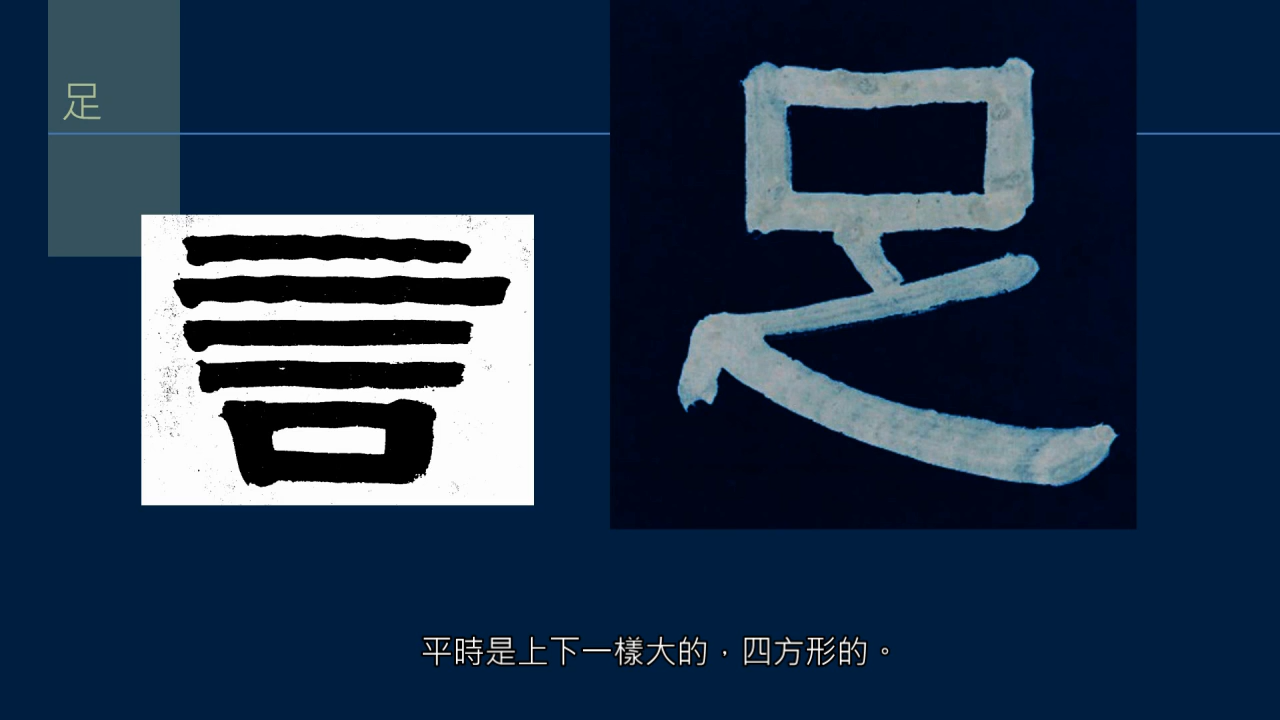 足
言
足
平時是上下一樣大的，四方形的。